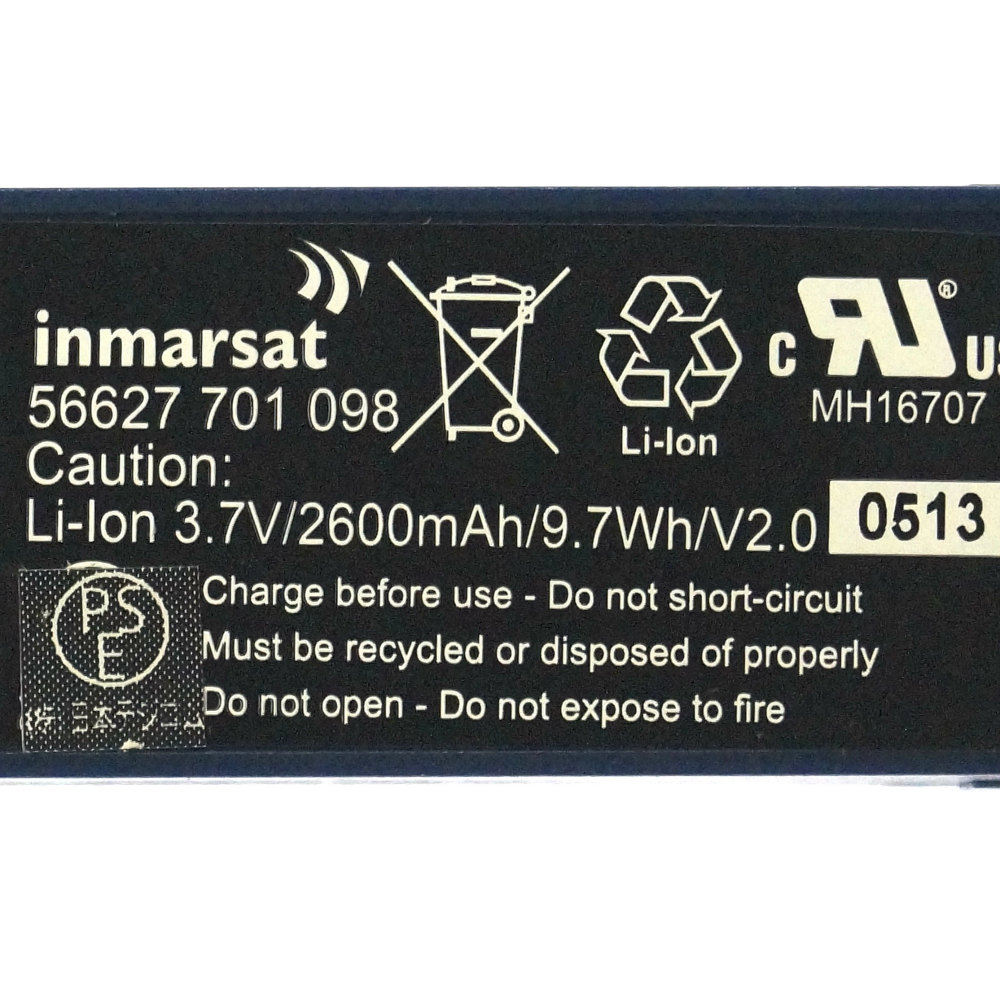 inmarsat
56627 701 098
Li-Ion
c UR® US
MH16707
Caution:
Li-Ion 3.7V/2600mAh/9.7Wh/V2.0
0513
PS
E
Charge before use - Do not short-circuit
Must be recycled or disposed of properly
Do not open - Do not expose to fire